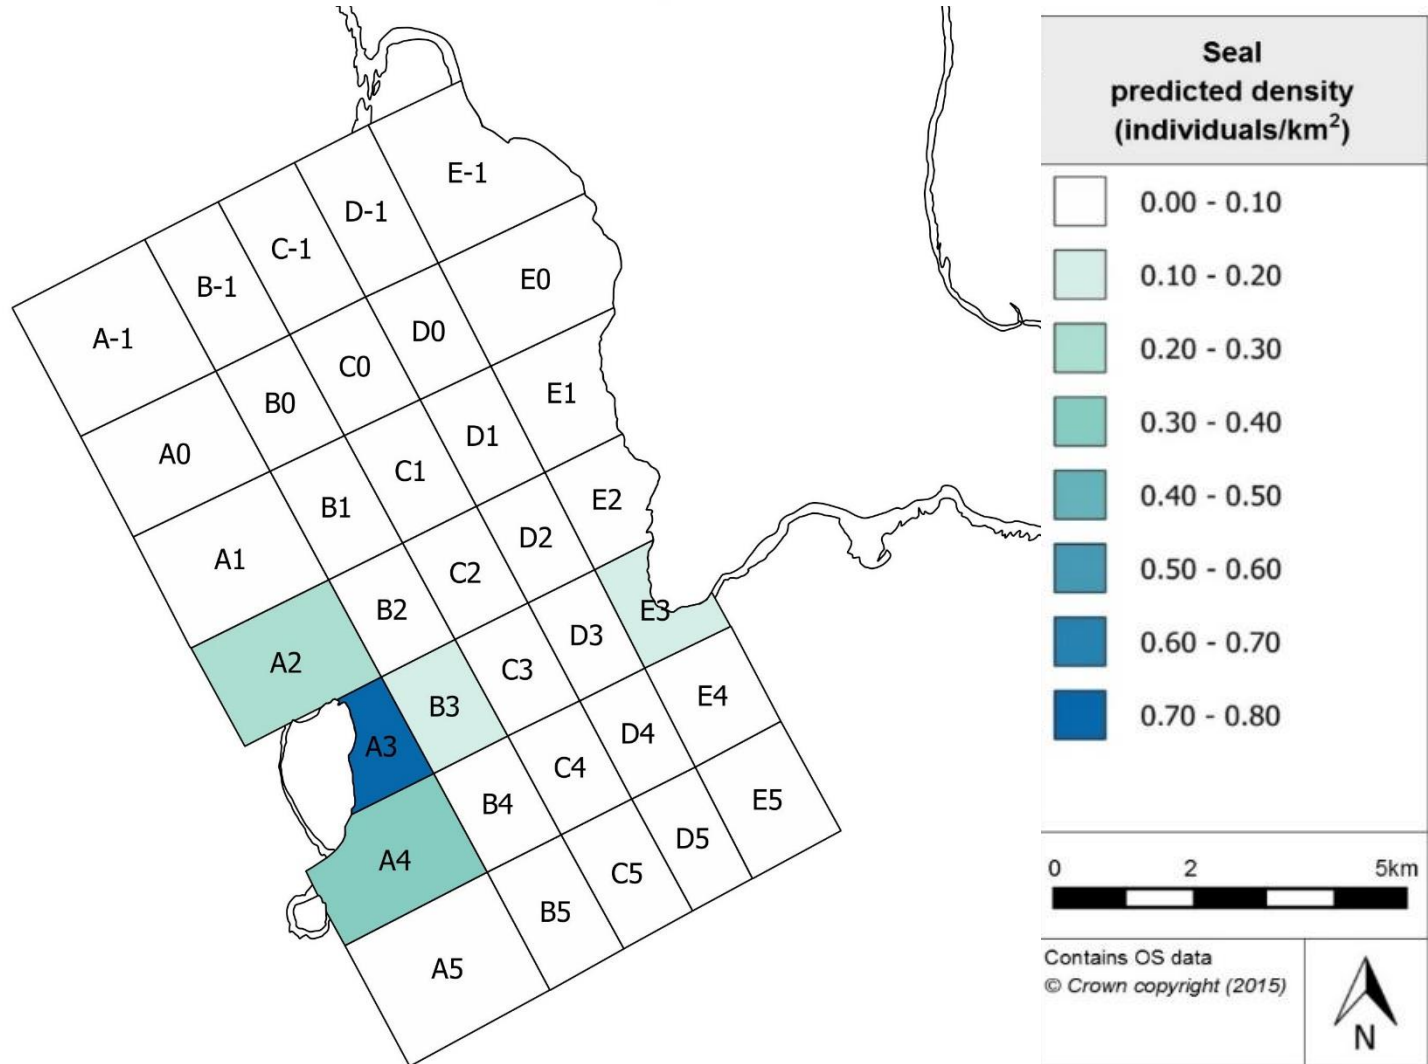 E-1
D-1
C-1
B-1
A-1
E0
D0
C0
B0
A0
E1
D1
C1
B1
A1
E2
D2
C2
B2
A2
E3
D3
C3
B3
A3
E4
D4
C4
B4
A4
E5
D5
C5
B5
A5
Seal
predicted density
(individuals/km²)
0.00 - 0.10
0.10 - 0.20
0.20 - 0.30
0.30 - 0.40
0.40 - 0.50
0.50 - 0.60
0.60 - 0.70
0.70 - 0.80
0 2 5km
Contains OS data
© Crown copyright (2015)
N